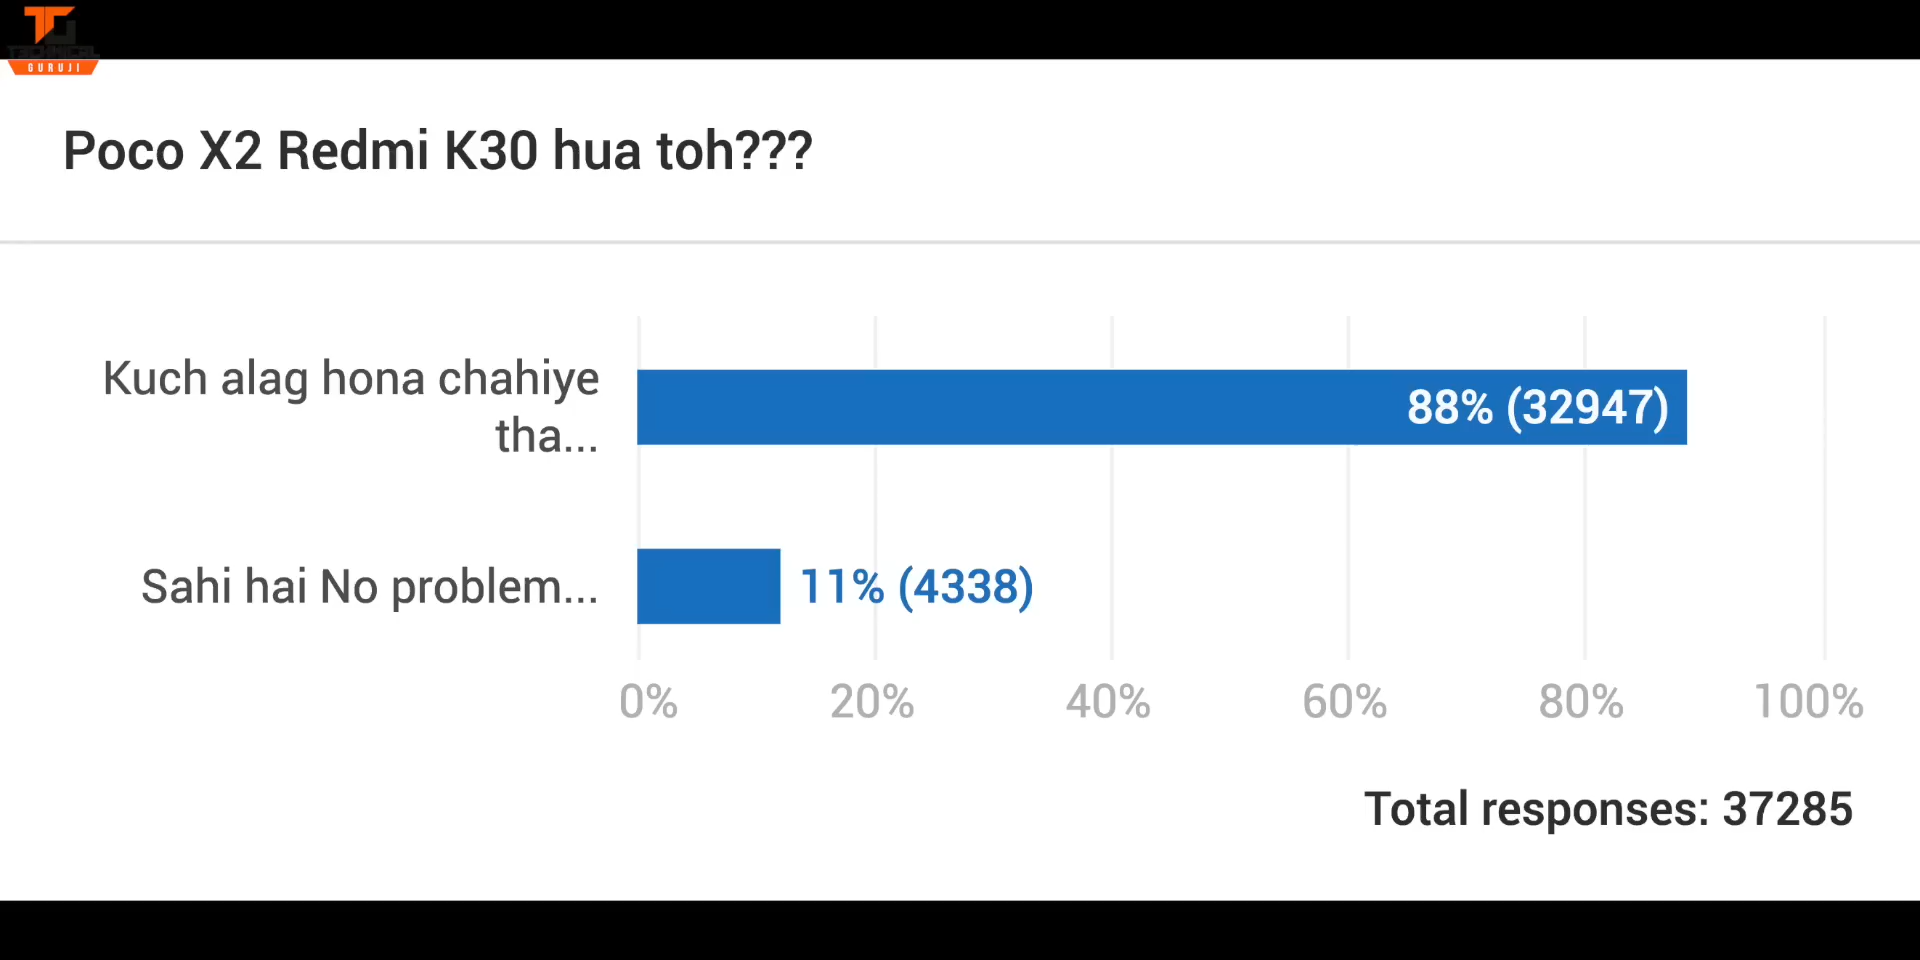 TECHNICAL
GURUJI
Poco X2 Redmi K30 hua toh???
Kuch alag hona chahiye
tha...
88% (32947)
Sahi hai No problem...
11% (4338)
0% 20% 40% 60% 80% 100%
Total responses: 37285